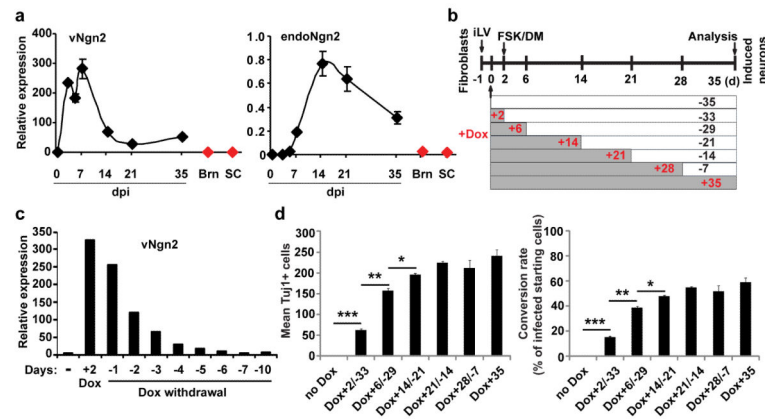 a
vNgn2
Relative expression
400
300
200
100
0
0 7 14 21 35 Brn SC
dpi
endoNgn2
1.0
0.8
0.6
0.4
0.2
0.0
0 7 14 21 35 Brn SC
dpi
b
Fibroblasts
iLV FSK/DM Analysis
Induced neurons
-1 0 2 6 14 21 28 35 (d)
+Dox
-35
+2 -33
+6 -29
+14 -21
+21 -14
+28 -7
+35
c
vNgn2
Relative expression
350
300
250
200
150
100
50
0
Days: – +2 -1 -2 -3 -4 -5 -6 -7 -10
Dox Dox withdrawal
d
Mean Tuj1+ cells
300
250
200
150
100
50
0
*** ** *
no Dox
Dox+2/-33
Dox+6/-29
Dox+14/-21
Dox+21/-14
Dox+28/-7
Dox+35
Conversion rate
(% of infected starting cells)
80
60
40
20
0
*** ** *
no Dox
Dox+2/-33
Dox+6/-29
Dox+14/-21
Dox+21/-14
Dox+28/-7
Dox+35